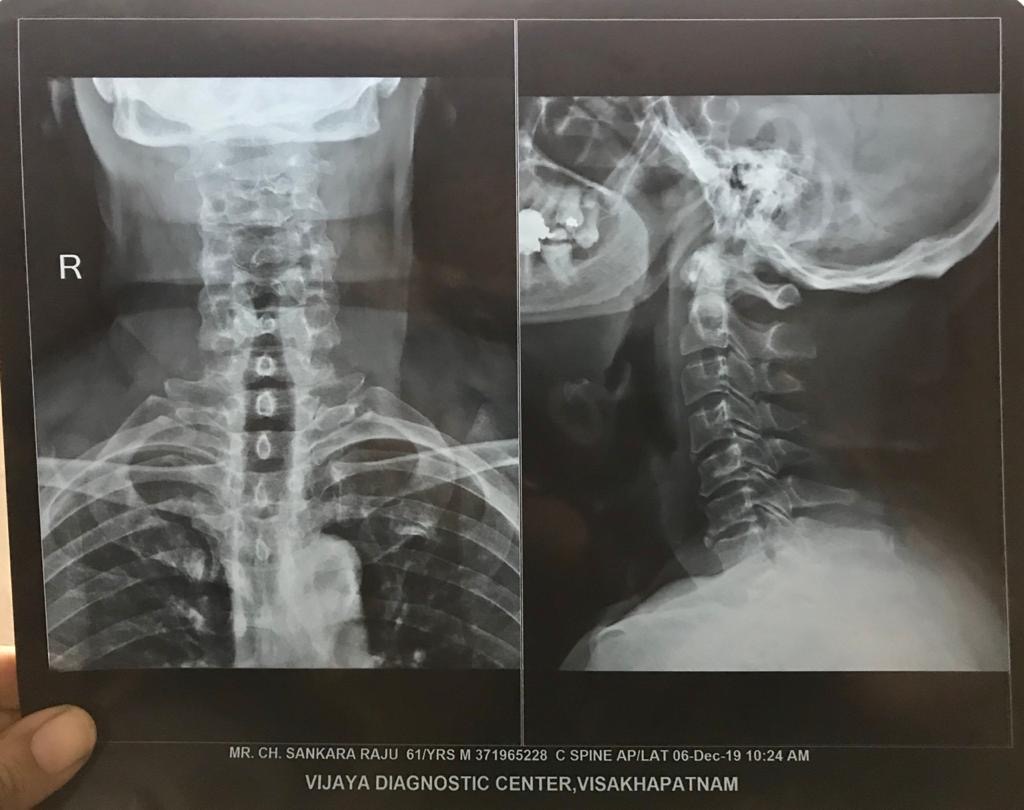 R
MR. CH. SANKARA RAJU 61/YRS M 371965228 C SPINE AP/LAT 06-Dec-19 10:24 AM
VIJAYA DIAGNOSTIC CENTER,VISAKHAPATNAM